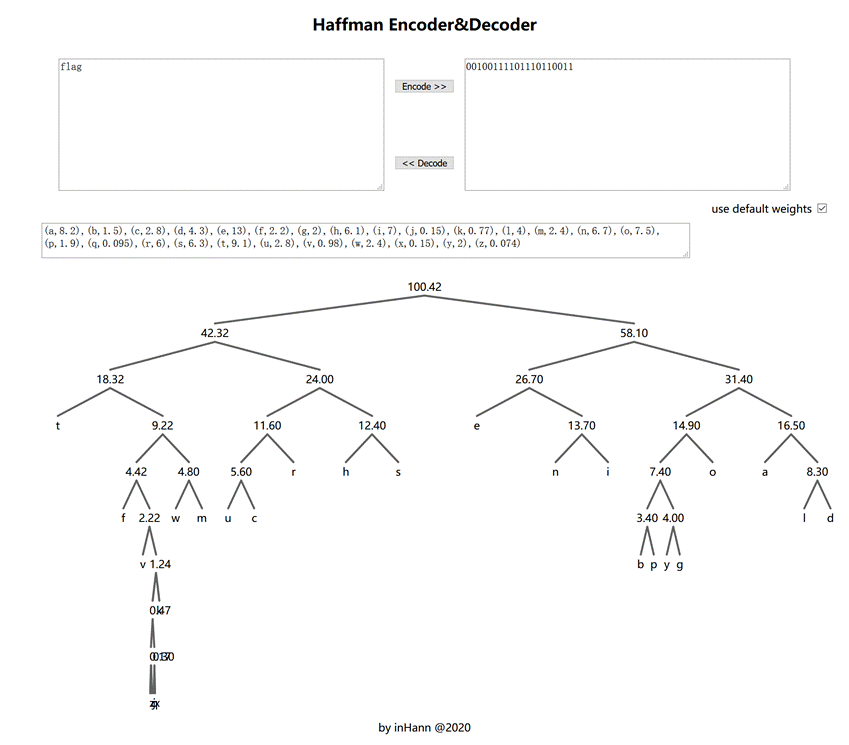 Haffman Encoder&Decoder
flag
00100111101110110011
Encode >>
<< Decode
use default weights
(a,8.2),(b,1.5),(c,2.8),(d,4.3),(e,13),(f,2.2),(g,2),(h,6.1),(i,7),(j,0.15),(k,0.77),(l,4),(m,2.4),(n,6.7),(o,7.5),
(p,1.9),(q,0.095),(r,6),(s,6.3),(t,9.1),(u,2.8),(v,0.98),(w,2.4),(x,0.15),(y,2),(z,0.074)
100.42
42.32 58.10
18.32 24.00 26.70 31.40
t 9.22 11.60 12.40 e 13.70 14.90 16.50
4.42 4.80 5.60 r h s n i 7.40 o a 8.30
f 2.22 w m u c 3.40 4.00 l d
v 1.24 b p y g
by inHann @2020